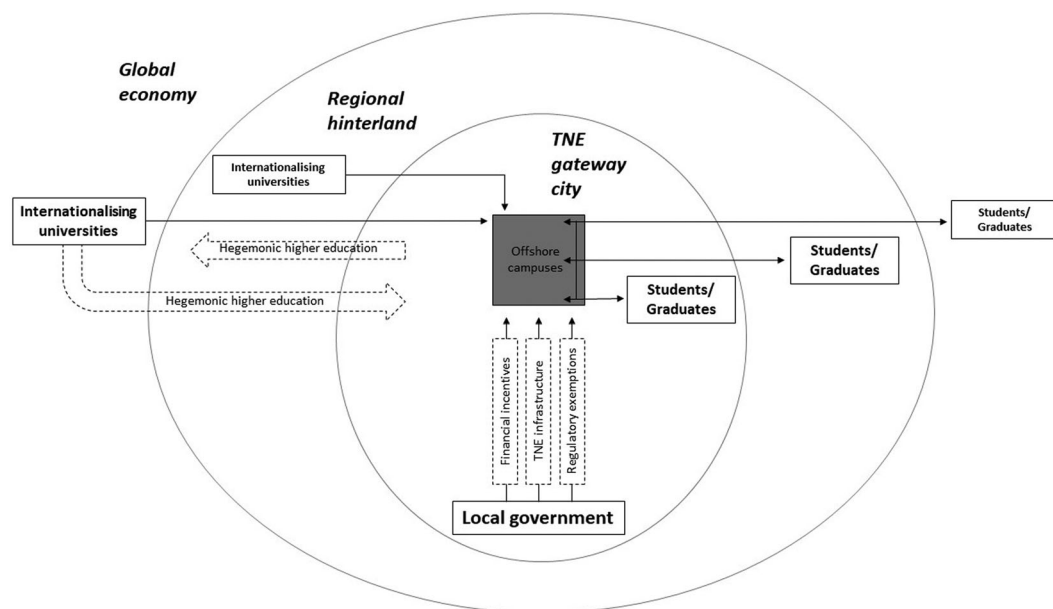 Global
economy
Regional
hinterland
TNE
gateway
city
Internationalising
universities
Internationalising
universities
Students/
Graduates
Hegemonic higher education
Offshore
campuses
Students/
Graduates
Hegemonic higher education
Students/
Graduates
Financial incentives
TNE infrastructure
Regulatory exemptions
Local government